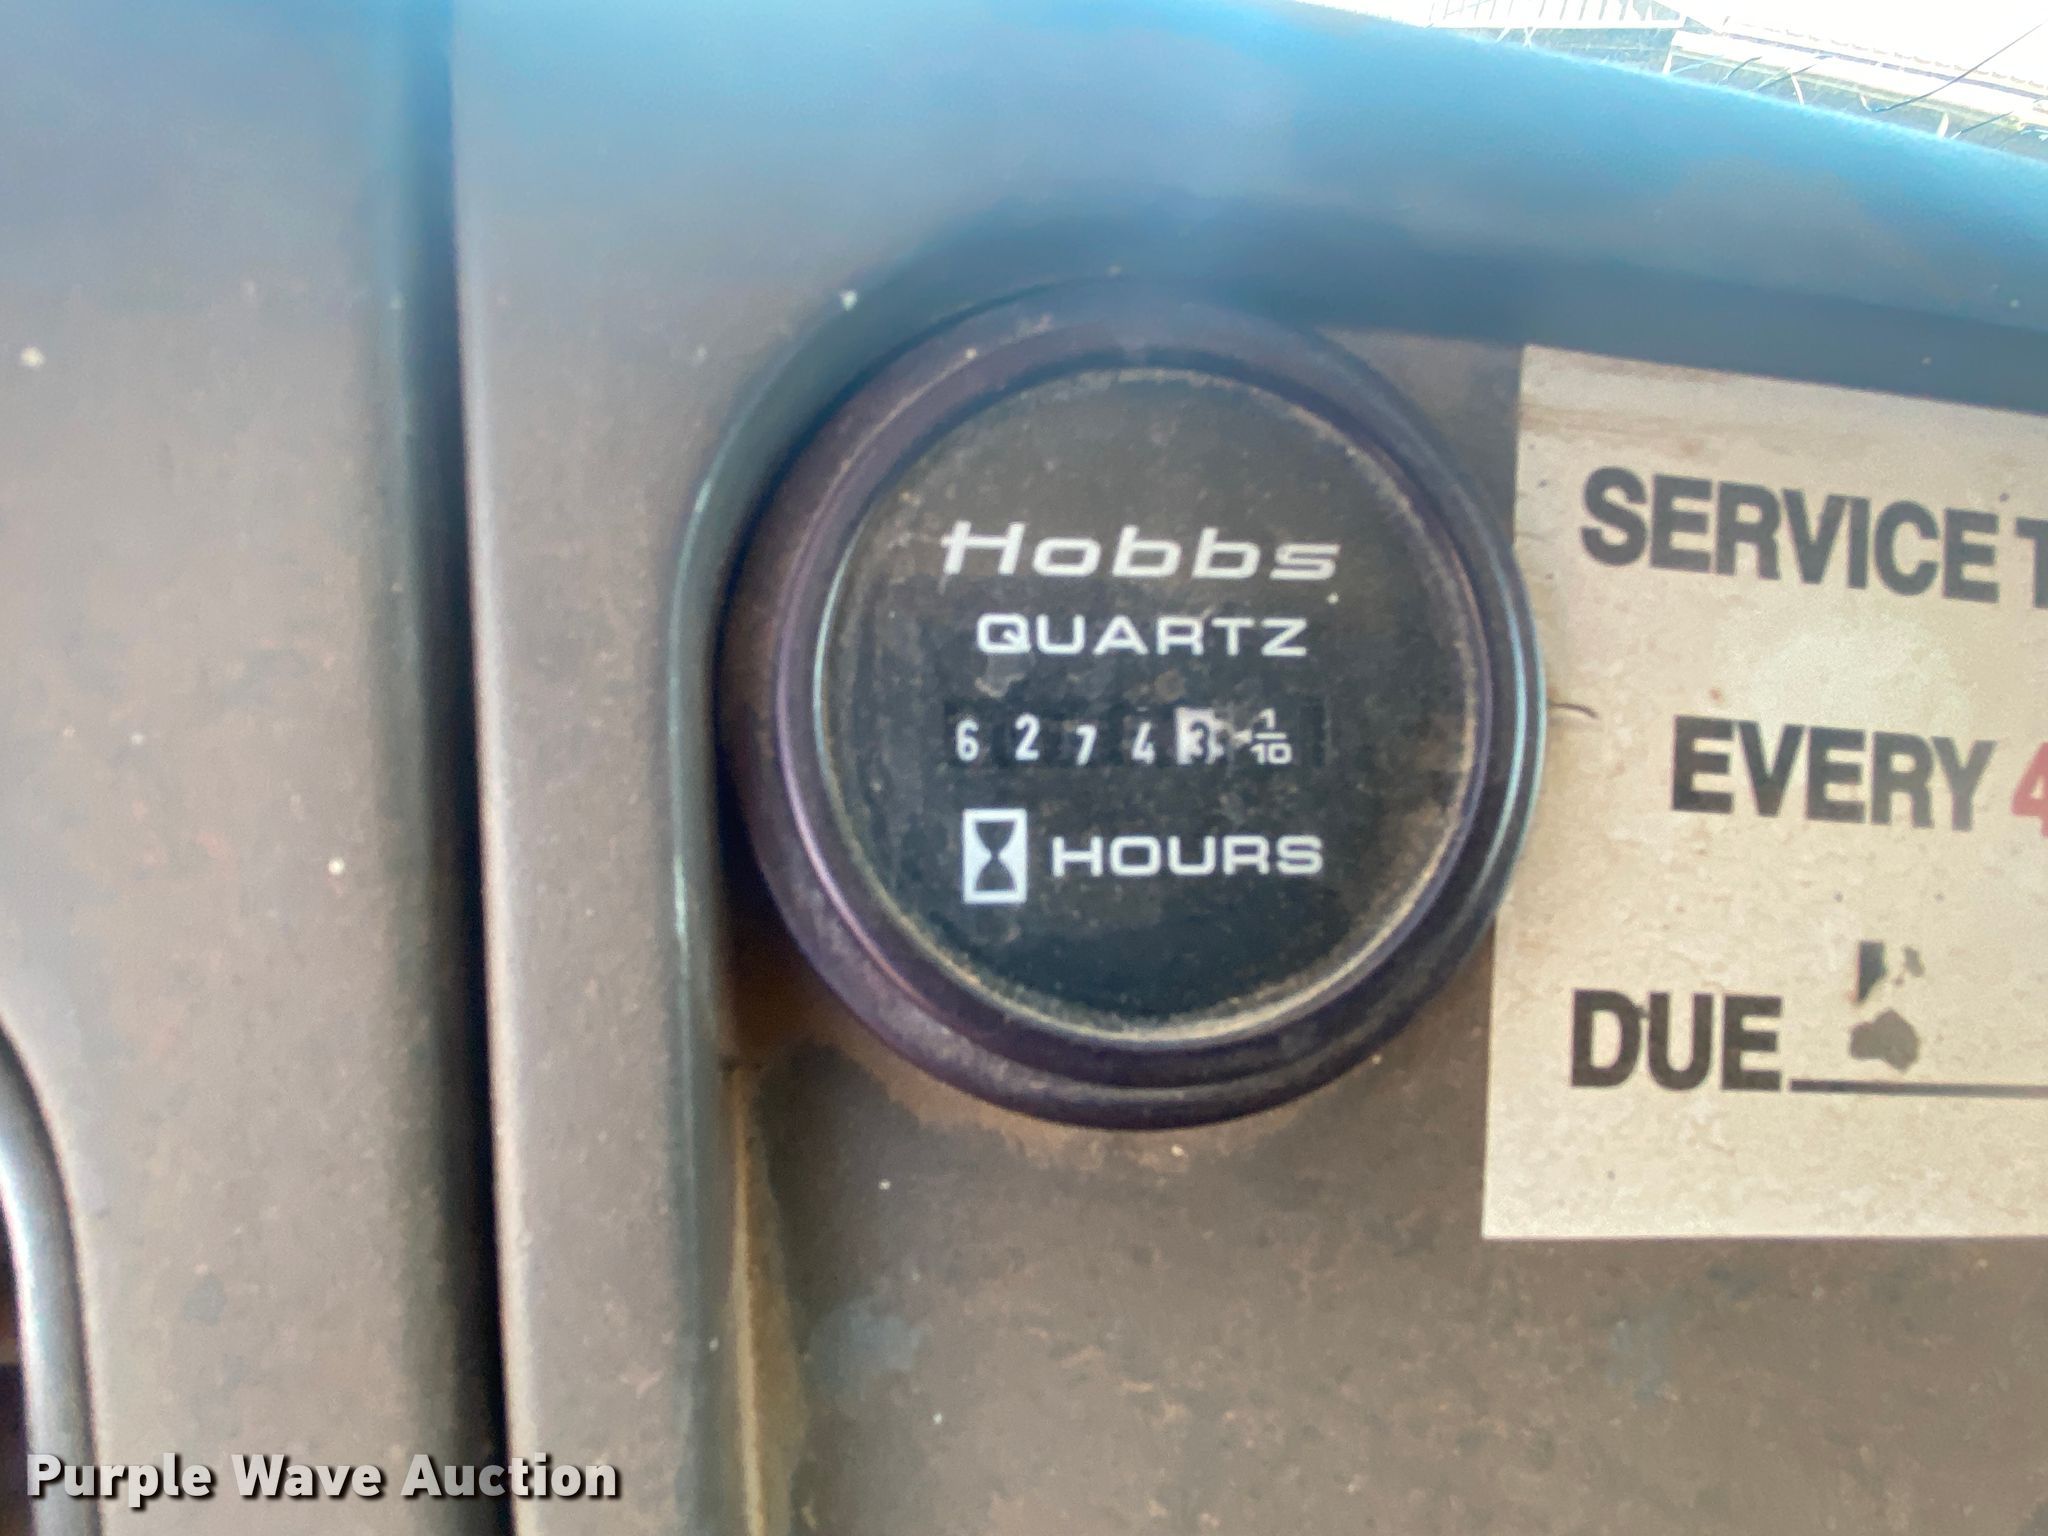 Hobbs
QUARTZ
6 2 7 4 3 1/10
HOURS
SERVICE T
EVERY 4
DUE
Purple Wave Auction